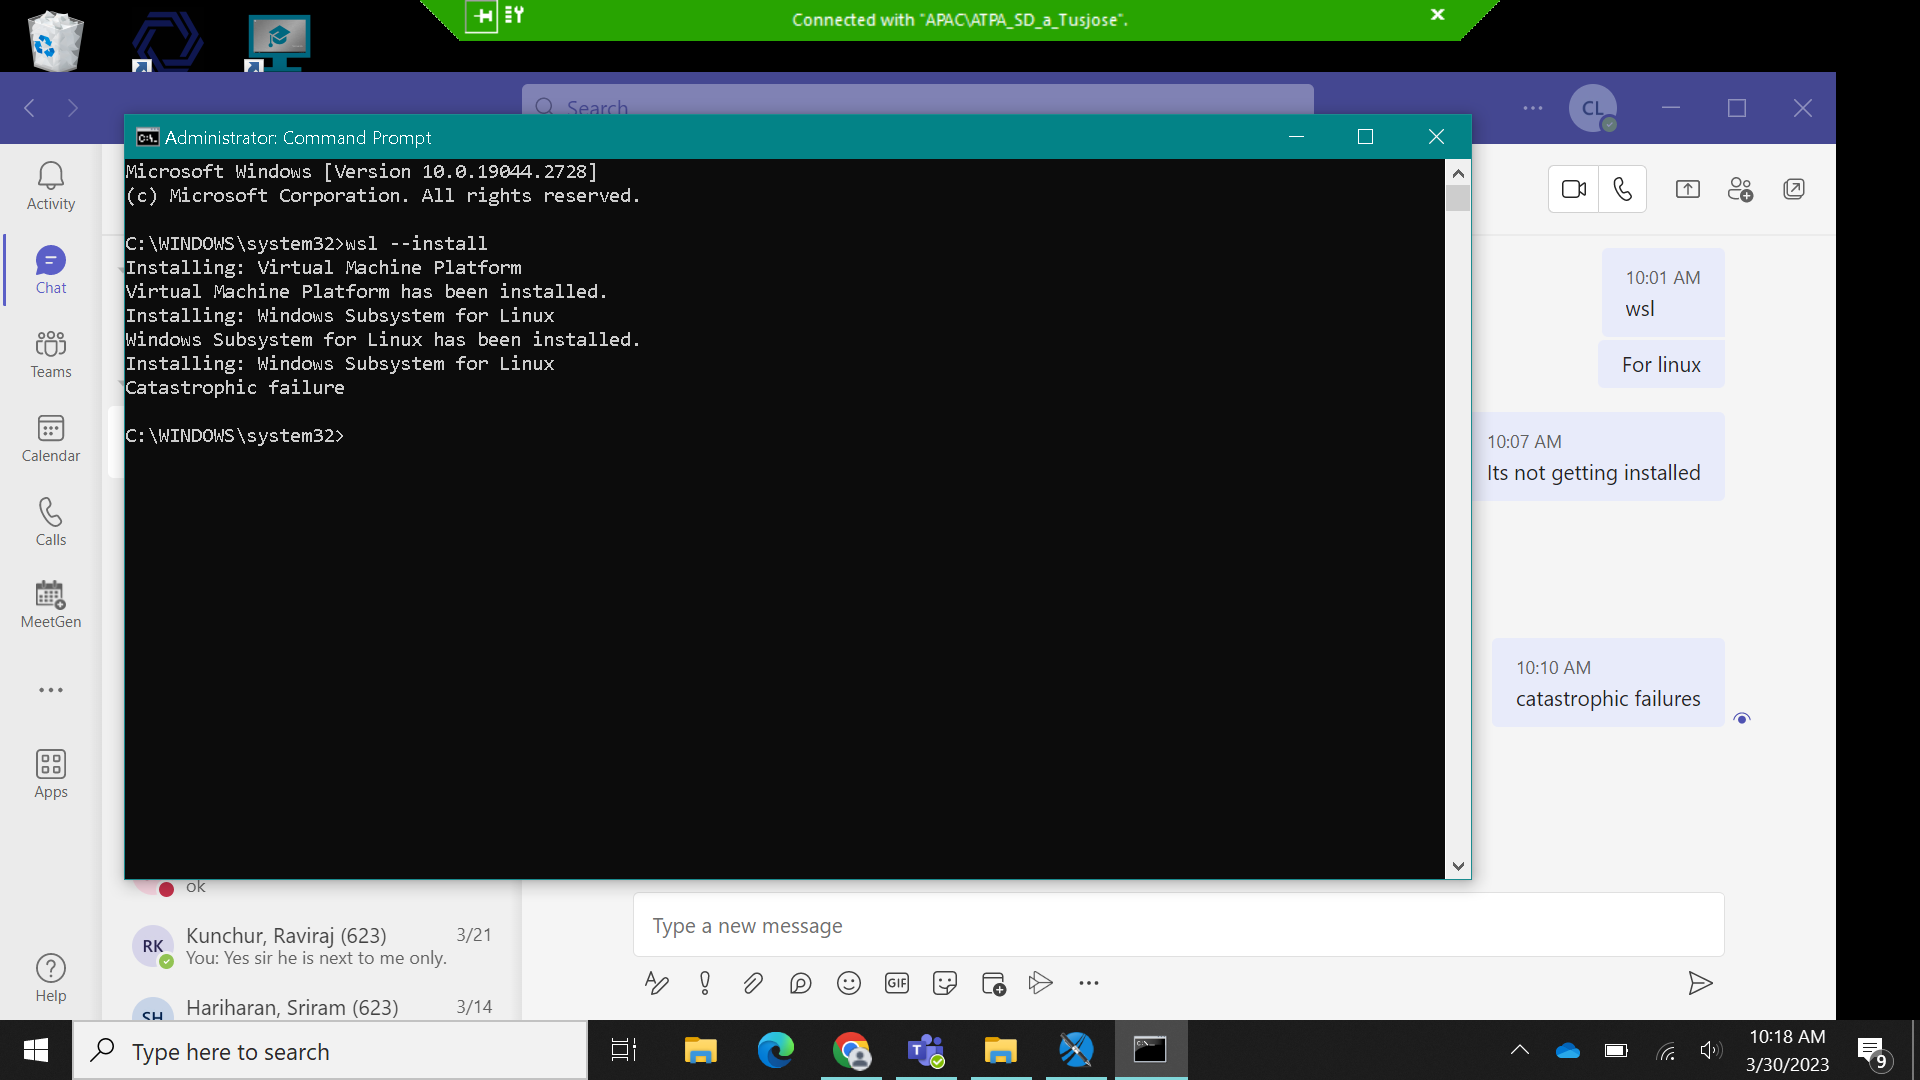 Connected with "APAC\ATPA_SD_a_Tusjose".
Search
CL
Administrator: Command Prompt
Microsoft Windows [Version 10.0.19044.2728]
(c) Microsoft Corporation. All rights reserved.
C:\WINDOWS\system32>wsl --install
Installing: Virtual Machine Platform
Virtual Machine Platform has been installed.
Installing: Windows Subsystem for Linux
Windows Subsystem for Linux has been installed.
Installing: Windows Subsystem for Linux
Catastrophic failure
C:\WINDOWS\system32>
Activity
Chat
Teams
Calendar
Calls
MeetGen
Apps
Help
10:01 AM
wsl
For linux
10:07 AM
Its not getting installed
10:10 AM
catastrophic failures
ok
RK
Kunchur, Raviraj (623)
3/21
You: Yes sir he is next to me only.
SH
Hariharan, Sriram (623)
3/14
Type a new message
GIF
Type here to search
10:18 AM
3/30/2023
9